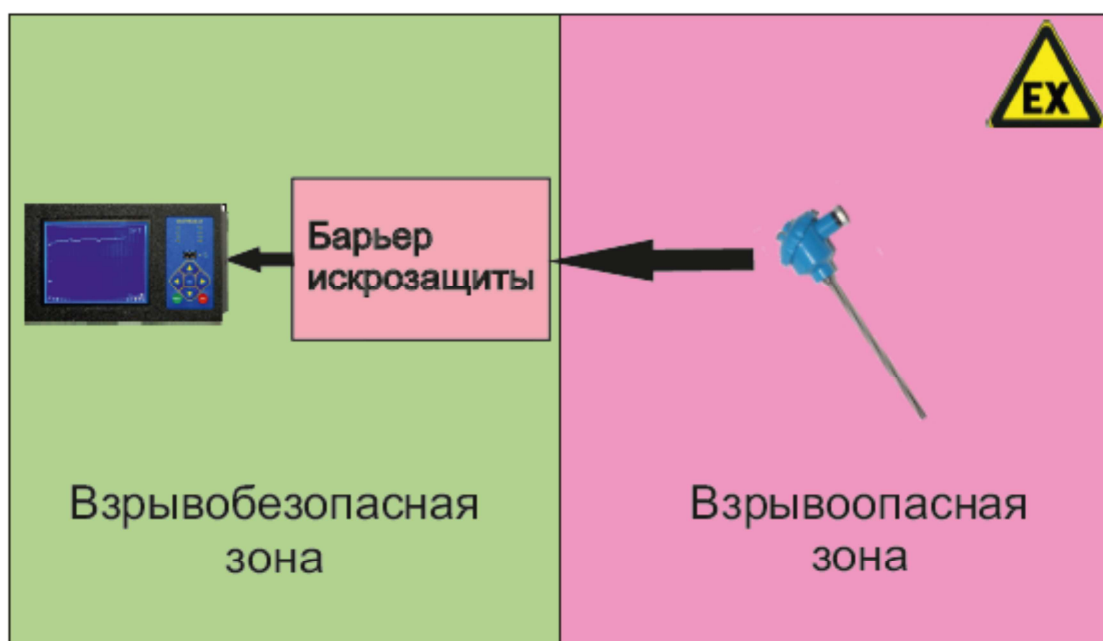 EX
Барьер
искрозащиты
Взрывобезопасная
зона
Взрывоопасная
зона